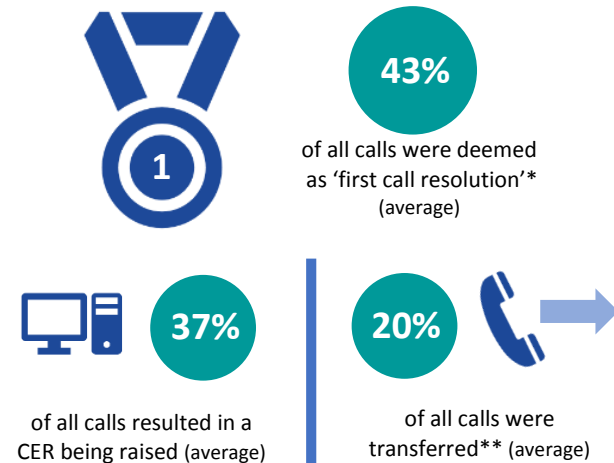 1
43%
of all calls were deemed
as ‘first call resolution’*
(average)
37%
of all calls resulted in a
CER being raised (average)
20%
of all calls were
transferred** (average)